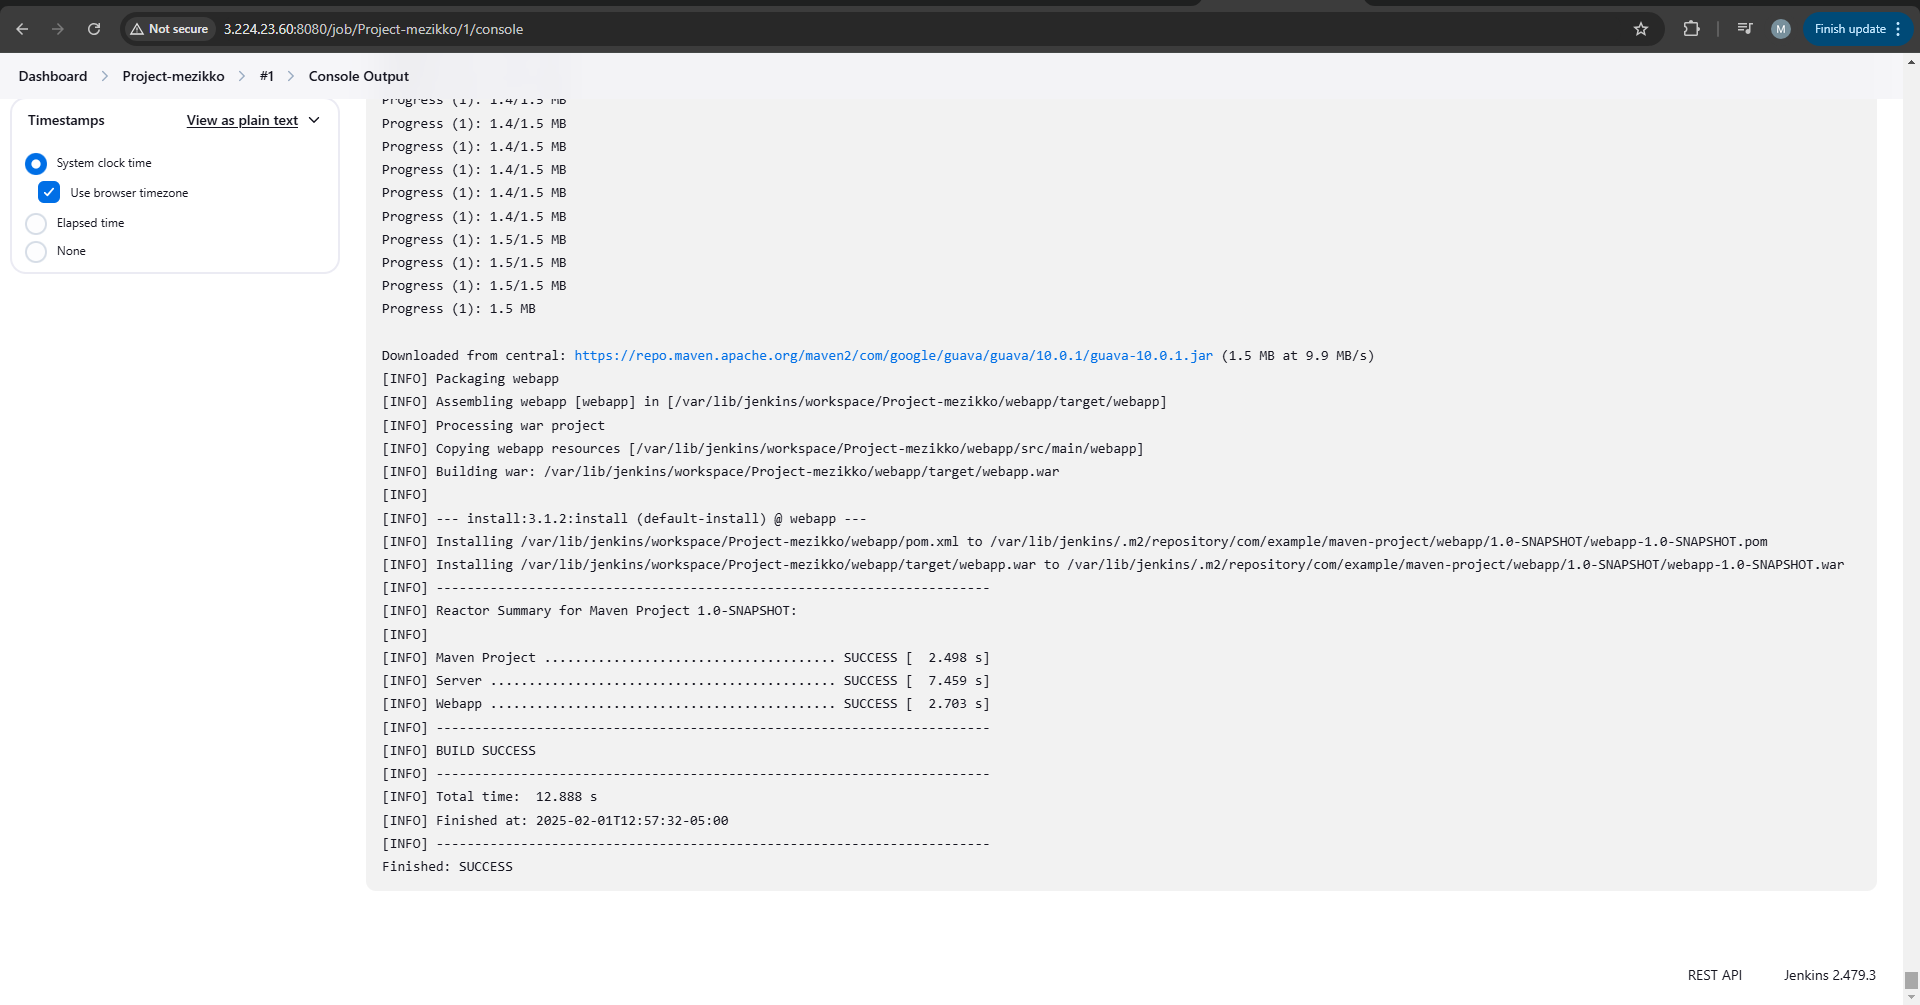 Not secure 3.224.23.60:8080/job/Project-mezikko/1/console M Finish update
Dashboard Project-mezikko #1 Console Output
Timestamps View as plain text
System clock time
Use browser timezone
Elapsed time
None
Progress (1): 1.4/1.5 MB
Progress (1): 1.4/1.5 MB
Progress (1): 1.4/1.5 MB
Progress (1): 1.4/1.5 MB
Progress (1): 1.4/1.5 MB
Progress (1): 1.4/1.5 MB
Progress (1): 1.5/1.5 MB
Progress (1): 1.5/1.5 MB
Progress (1): 1.5/1.5 MB
Progress (1): 1.5 MB
Downloaded from central: https://repo.maven.apache.org/maven2/com/google/guava/guava/10.0.1/guava-10.0.1.jar (1.5 MB at 9.9 MB/s)
[INFO] Packaging webapp
[INFO] Assembling webapp [webapp] in [/var/lib/jenkins/workspace/Project-mezikko/webapp/target/webapp]
[INFO] Processing war project
[INFO] Copying webapp resources [/var/lib/jenkins/workspace/Project-mezikko/webapp/src/main/webapp]
[INFO] Building war: /var/lib/jenkins/workspace/Project-mezikko/webapp/target/webapp.war
[INFO]
[INFO] --- install:3.1.2:install (default-install) @ webapp ---
[INFO] Installing /var/lib/jenkins/workspace/Project-mezikko/webapp/pom.xml to /var/lib/jenkins/.m2/repository/com/example/maven-project/webapp/1.0-SNAPSHOT/webapp-1.0-SNAPSHOT.pom
[INFO] Installing /var/lib/jenkins/workspace/Project-mezikko/webapp/target/webapp.war to /var/lib/jenkins/.m2/repository/com/example/maven-project/webapp/1.0-SNAPSHOT/webapp-1.0-SNAPSHOT.war
[INFO] ------------------------------------------------------------------------
[INFO] Reactor Summary for Maven Project 1.0-SNAPSHOT:
[INFO]
[INFO] Maven Project ...................................... SUCCESS [  2.498 s]
[INFO] Server ............................................. SUCCESS [  7.459 s]
[INFO] Webapp ............................................. SUCCESS [  2.703 s]
[INFO] ------------------------------------------------------------------------
[INFO] BUILD SUCCESS
[INFO] ------------------------------------------------------------------------
[INFO] Total time:  12.888 s
[INFO] Finished at: 2025-02-01T12:57:32-05:00
[INFO] ------------------------------------------------------------------------
Finished: SUCCESS
REST API Jenkins 2.479.3